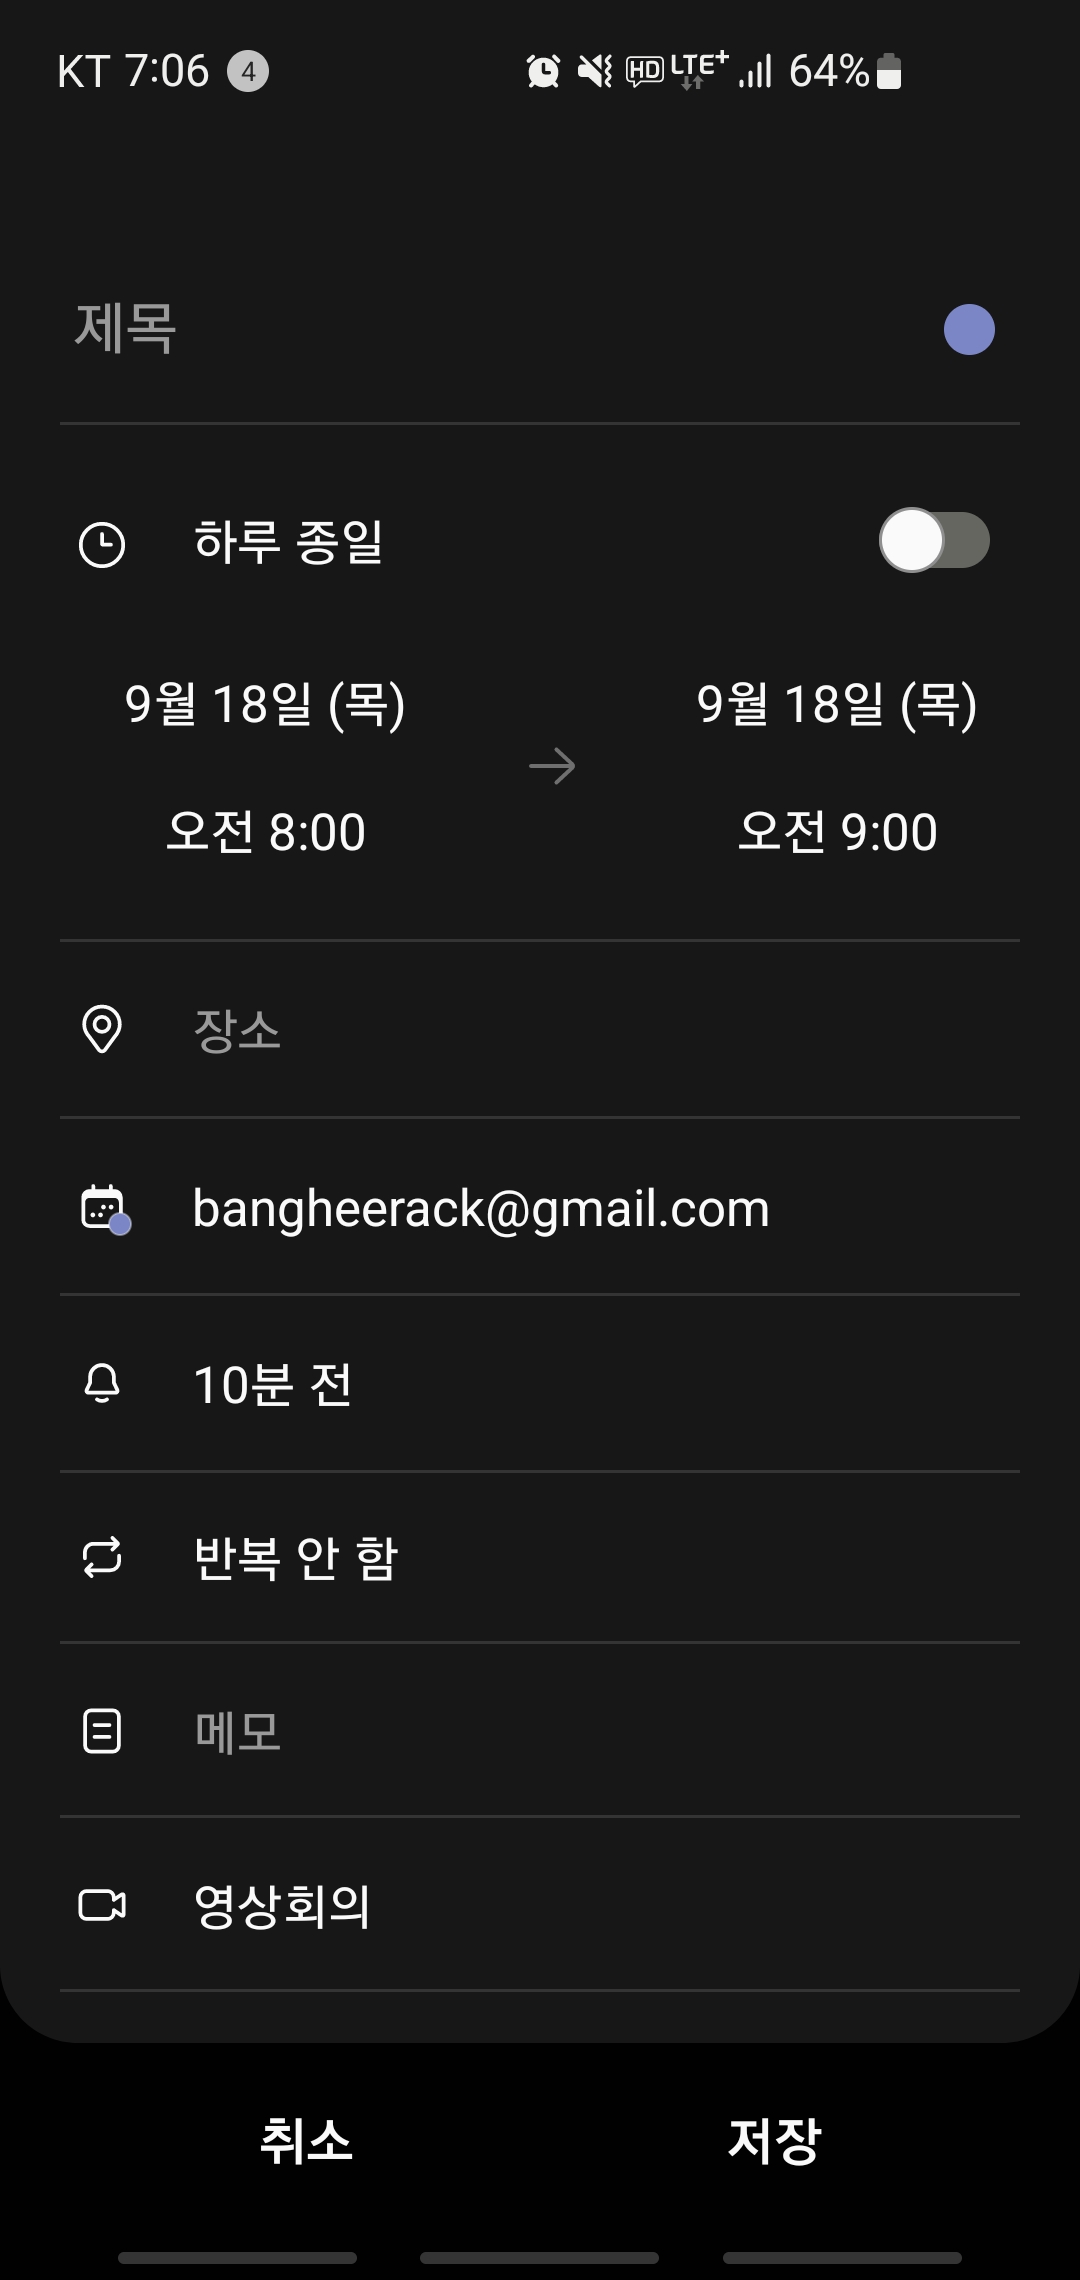 KT 7:06 4 HD LTE+ 64%
제목
하루 종일
9월 18일 (목) 9월 18일 (목)
오전 8:00 오전 9:00
장소
bangheerack@gmail.com
10분 전
반복 안 함
메모
영상회의
취소 저장